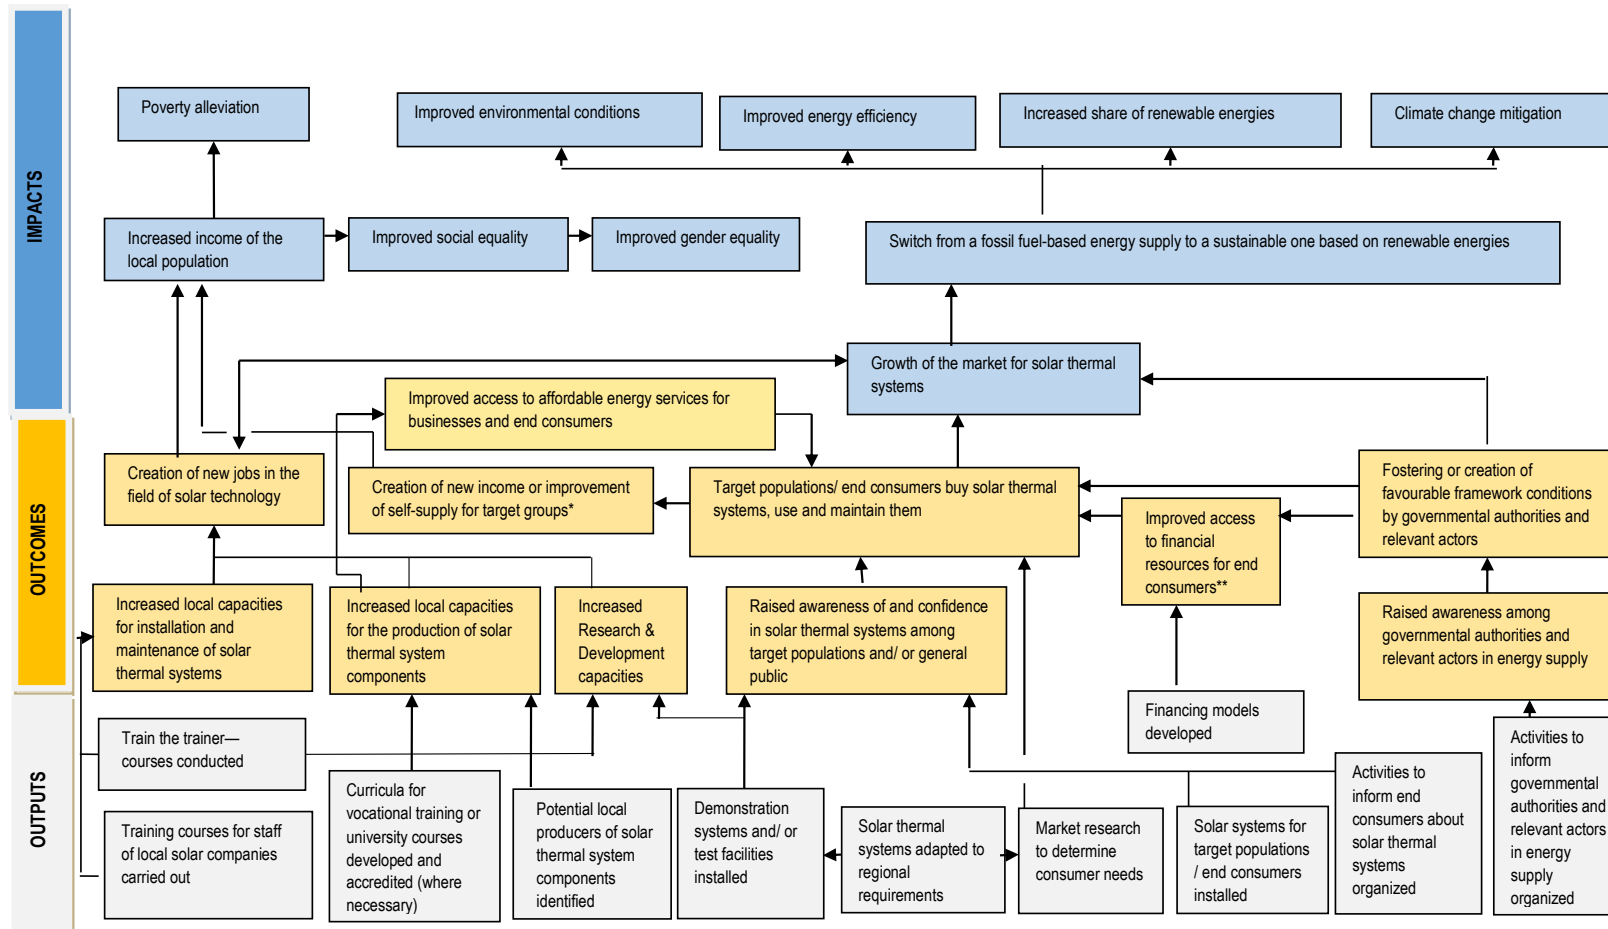 IMPACTS
Poverty alleviation
Improved environmental conditions
Improved energy efficiency
Increased share of renewable energies
Climate change mitigation
Increased income of the
local population
Improved social equality
Improved gender equality
Switch from a fossil fuel-based energy supply to a sustainable one based on renewable energies
Growth of the market for solar thermal
systems
OUTCOMES
Improved access to affordable energy services for
businesses and end consumers
Creation of new jobs in the
field of solar technology
Creation of new income or improvement
of self-supply for target groups*
Target populations/ end consumers buy solar thermal
systems, use and maintain them
Improved access
to financial
resources for end
consumers**
Fostering or creation of
favourable framework conditions
by governmental authorities and
relevant actors
Increased local capacities
for installation and
maintenance of solar
thermal systems
Increased local capacities
for the production of solar
thermal system
components
Increased
Research &
Development
capacities
Raised awareness of and confidence
in solar thermal systems among
target populations and/ or general
public
Raised awareness among
governmental authorities and
relevant actors in energy supply
OUTPUTS
Train the trainer—
courses conducted
Training courses for staff
of local solar companies
carried out
Curricula for
vocational training or
university courses
developed and
accredited (where
necessary)
Potential local
producers of solar
thermal system
components
identified
Demonstration
systems and/ or
test facilities
installed
Solar thermal
systems adapted to
regional
requirements
Market research
to determine
consumer needs
Financing models
developed
Solar systems for
target populations
/ end consumers
installed
Activities to
inform end
consumers about
solar thermal
systems
organized
Activities to
inform
governmental
authorities and
relevant actors
in energy
supply
organized